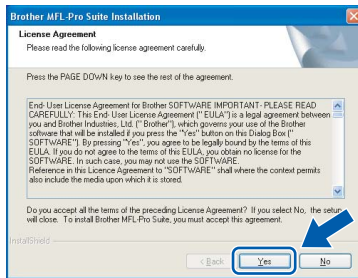 Brother MFL-Pro Suite Installation
License Agreement
Please read the following license agreement carefully.
Press the PAGE DOWN key to see the rest of the agreement.
End- User License Agreement for Brother SOFTWARE IMPORTANT- PLEASE READ
CAREFULLY: This End- User License Agreement (" EULA") is a legal agreement between
you and Brother Industries, Ltd. (" Brother"), which governs your use of the Brother
software that will be installed if you press the "Yes" button on this Dialog Box ("
SOFTWARE"). By pressing "Yes", you agree to be legally bound by the terms of this
EULA. If you do not agree to the terms of this EULA, you obtain no license for the
SOFTWARE. In such case, you may not use the SOFTWARE.
Reference in this Licence Agreement to "SOFTWARE" shall where the context permits
also include the media upon which it is stored.
Do you accept all the terms of the preceding License Agreement? If you select No, the setup
will close. To install Brother MFL-Pro Suite, you must accept this agreement.
InstallShield
< Back Yes No